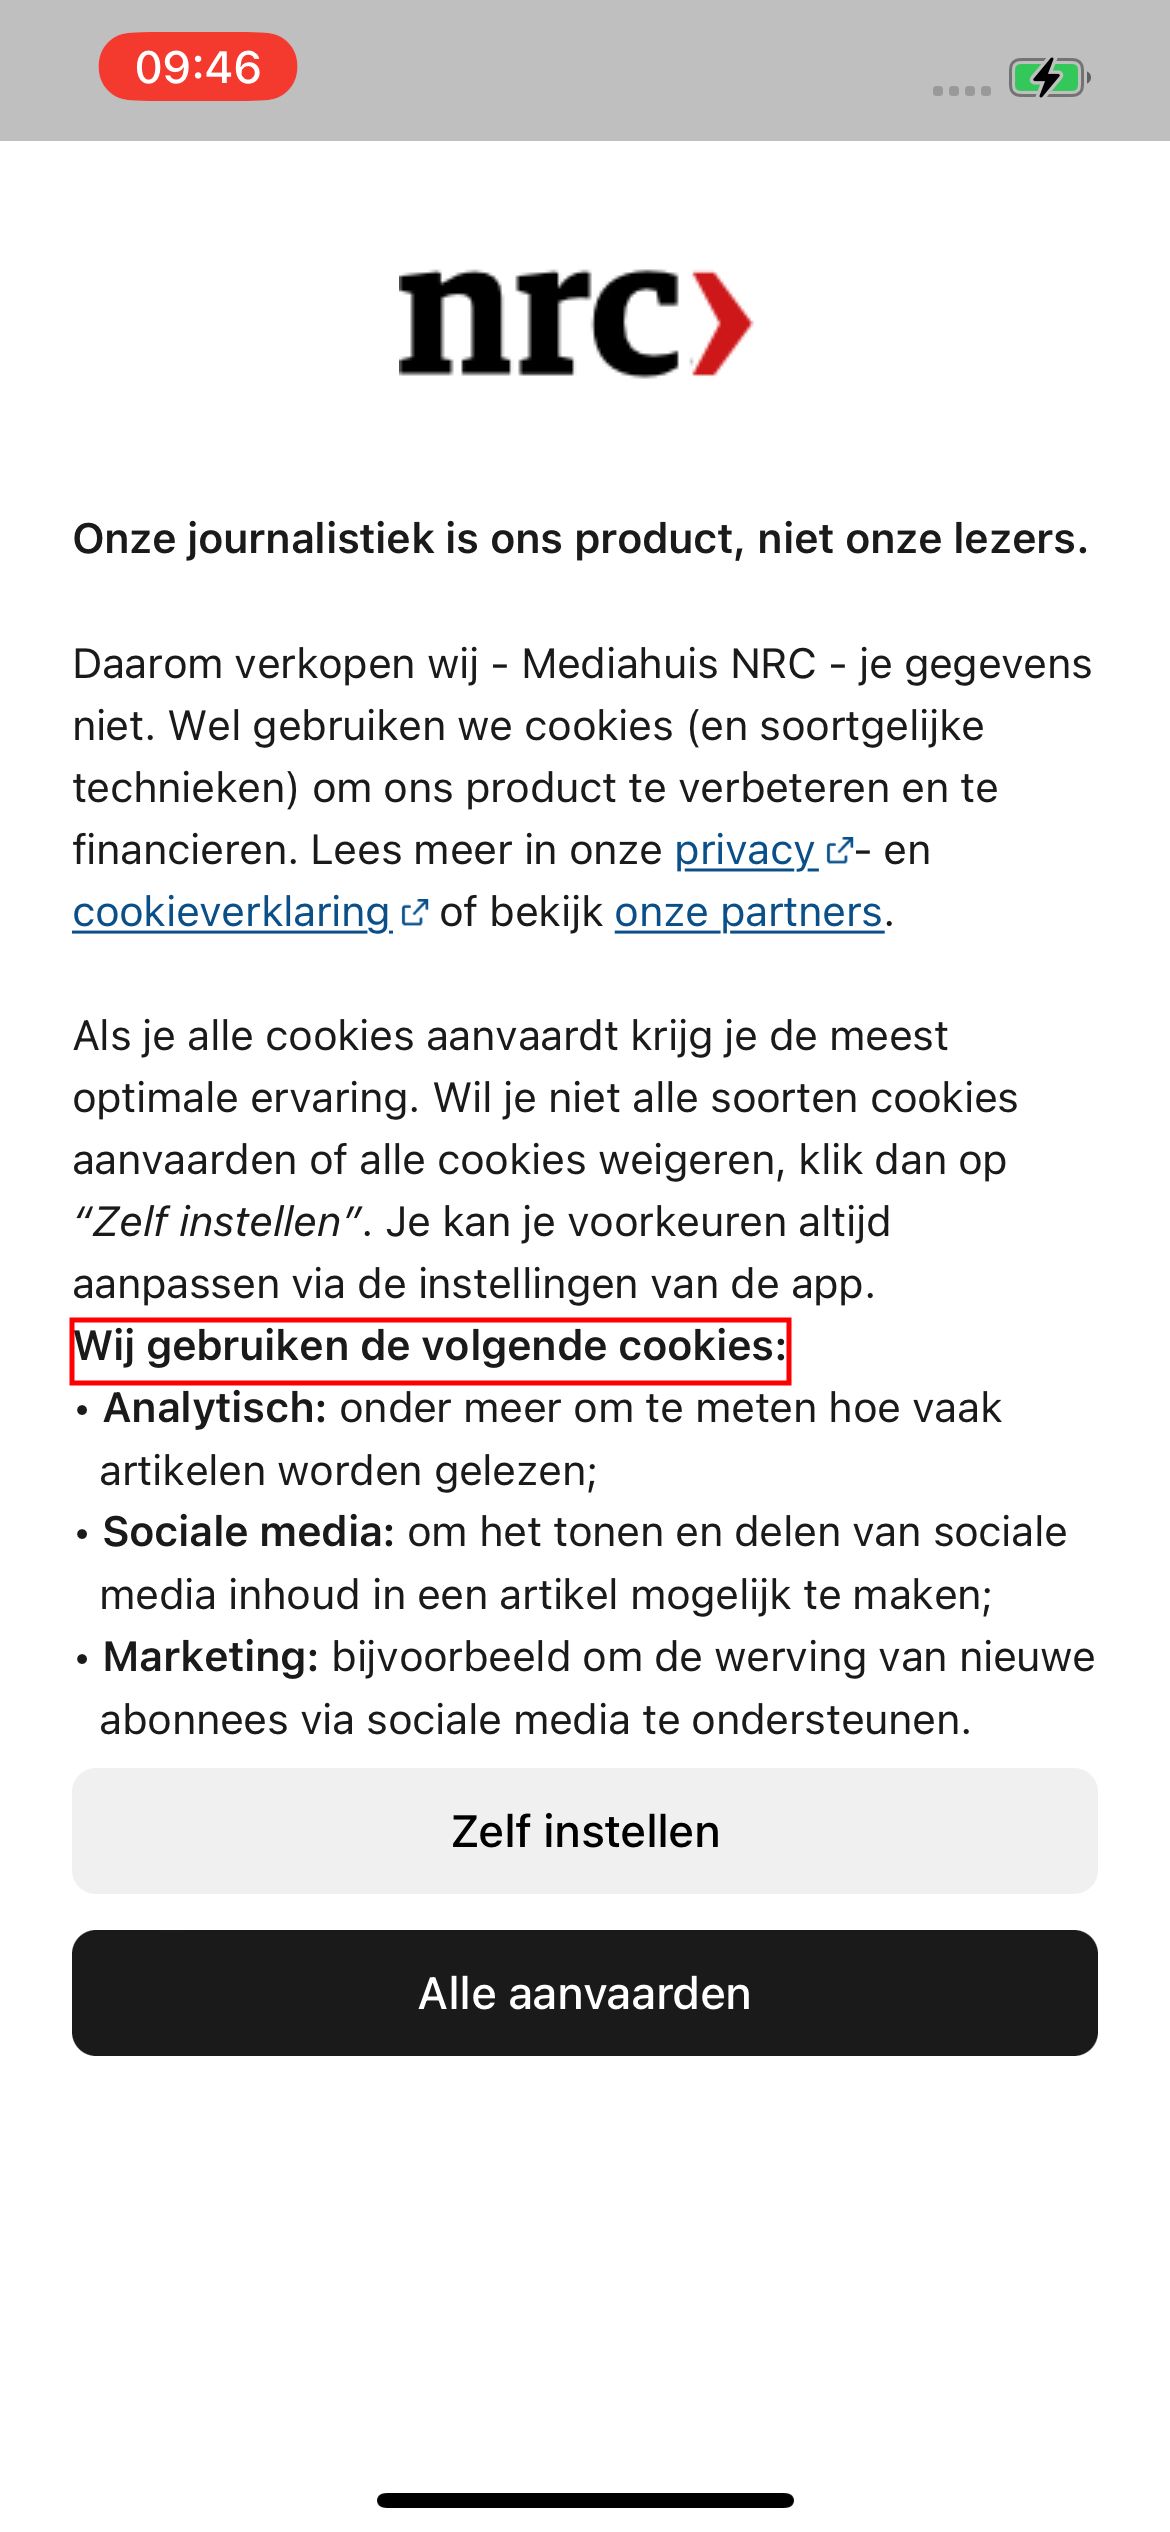 09:46
nrc
Onze journalistiek is ons product, niet onze lezers.
Daarom verkopen wij - Mediahuis NRC - je gegevens
niet. Wel gebruiken we cookies (en soortgelijke
technieken) om ons product te verbeteren en te
financieren. Lees meer in onze privacy - en
cookieverklaring of bekijk onze partners.
Als je alle cookies aanvaardt krijg je de meest
optimale ervaring. Wil je niet alle soorten cookies
aanvaarden of alle cookies weigeren, klik dan op
“Zelf instellen”. Je kan je voorkeuren altijd
aanpassen via de instellingen van de app.
Wij gebruiken de volgende cookies:
• Analytisch: onder meer om te meten hoe vaak
artikelen worden gelezen;
• Sociale media: om het tonen en delen van sociale
media inhoud in een artikel mogelijk te maken;
• Marketing: bijvoorbeeld om de werving van nieuwe
abonnees via sociale media te ondersteunen.
Zelf instellen
Alle aanvaarden